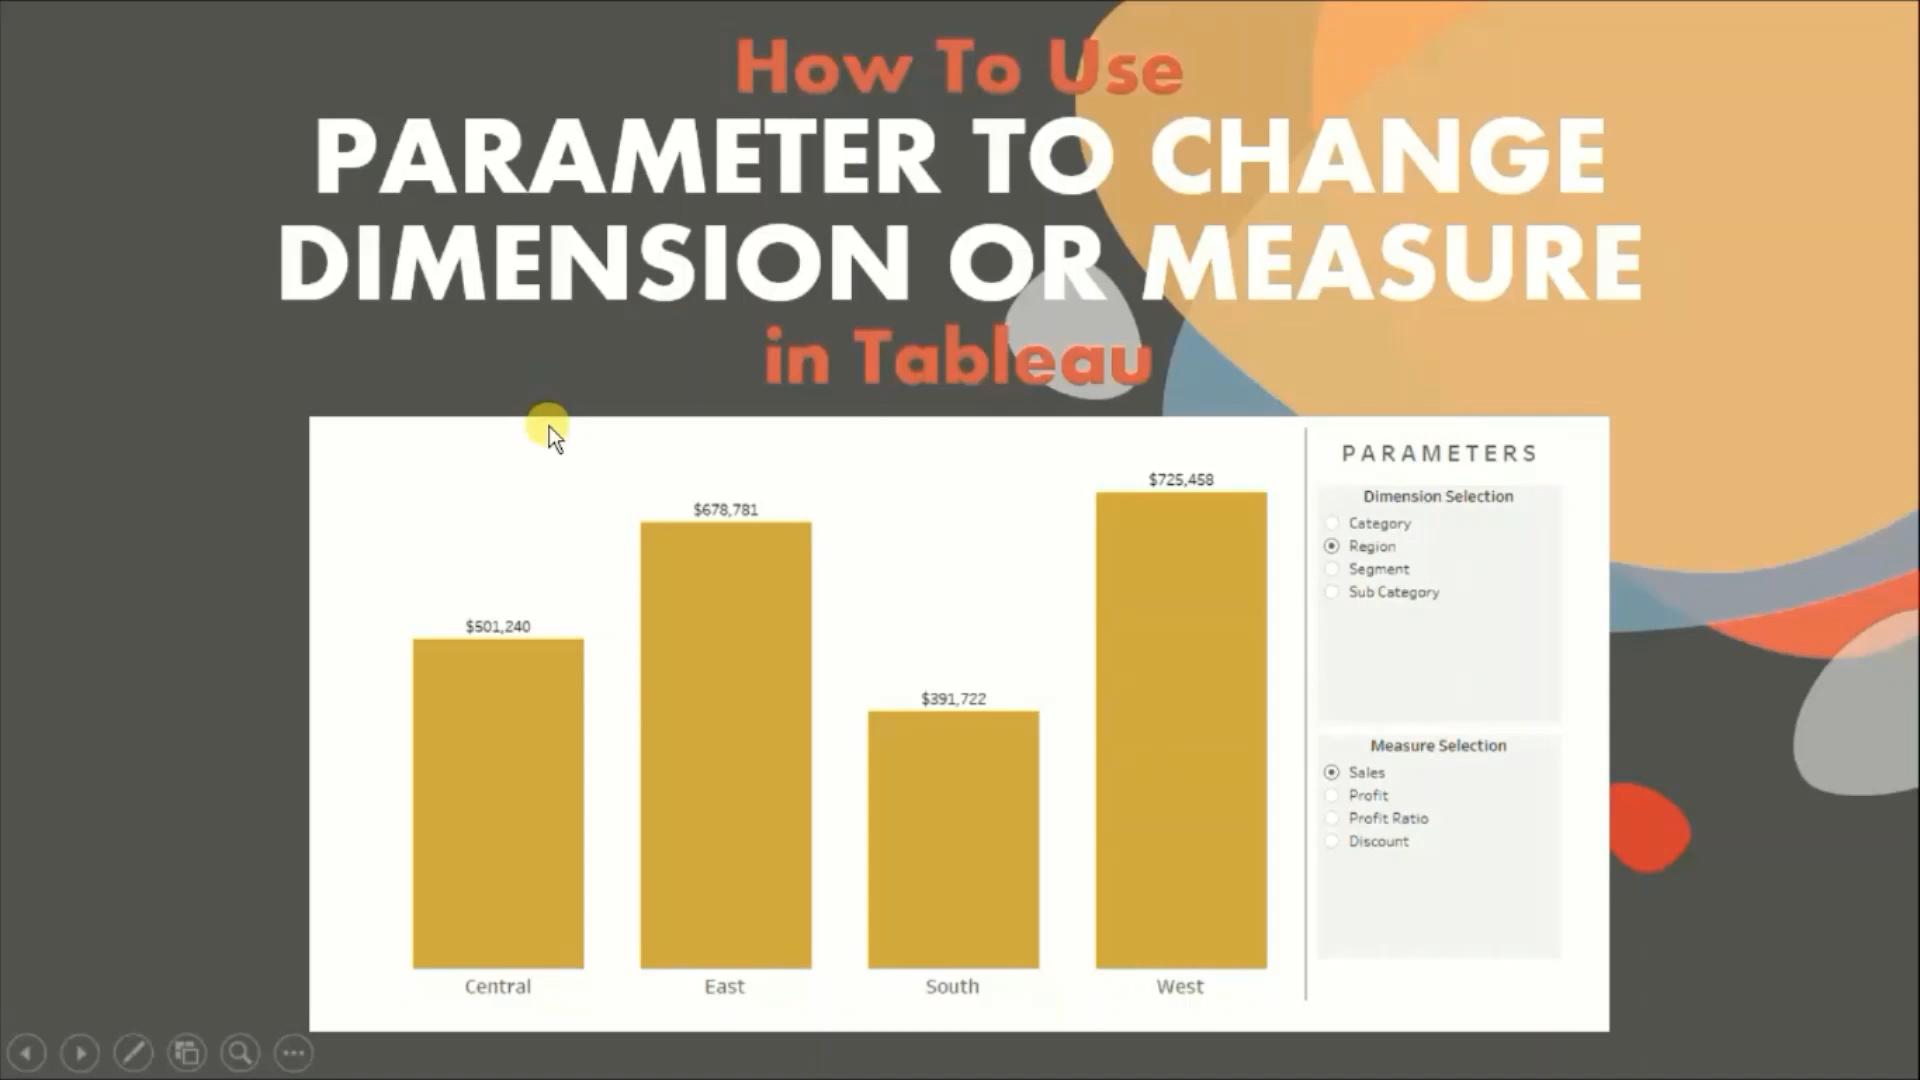 How To Use
PARAMETER TO CHANGE
DIMENSION OR MEASURE
in Tableau
$501,240
$678,781
$391,722
$725,458
Central
East
South
West
PARAMETERS
Dimension Selection
Category
Region
Segment
Sub Category
Measure Selection
Sales
Profit
Profit Ratio
Discount